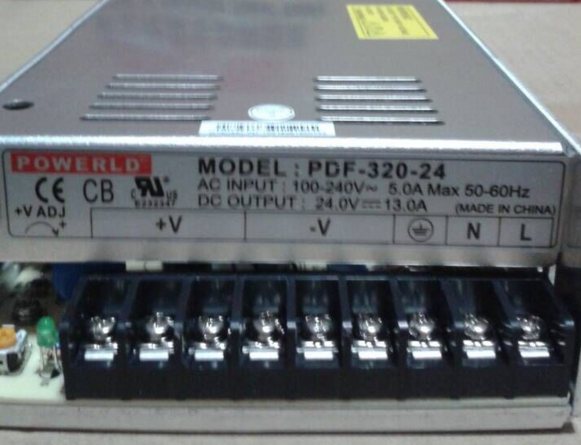 POWERLD
MODEL : PDF-320-24
CE CB
AC INPUT : 100-240V~ 5.0A Max 50-60Hz
DC OUTPUT : 24.0V⎓13.0A (MADE IN CHINA)
+V ADJ
+
+V -V N L